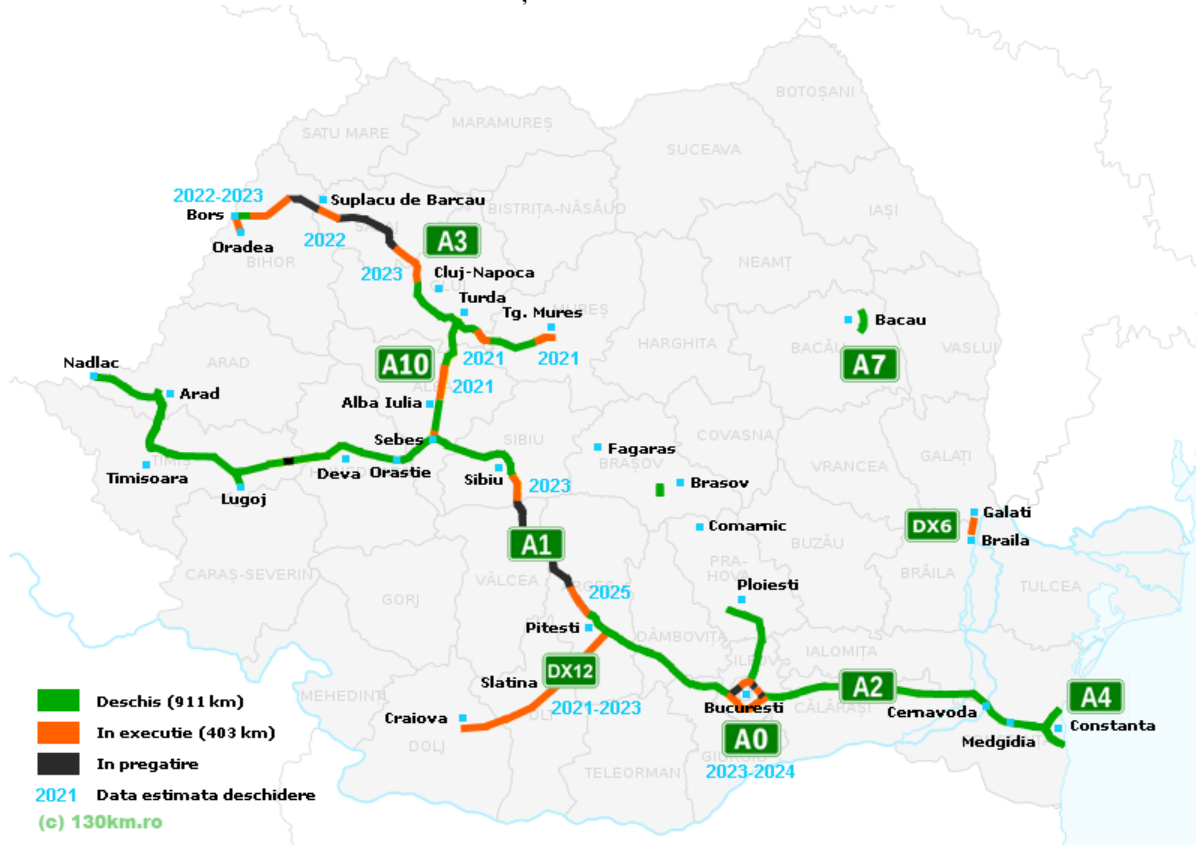 BOTOȘANI
SATU MARE
MARAMUREȘ
SUCEAVA
2022-2023
Suplacu de Barcau
BISTRIȚA-NĂSĂUD
IAȘI
Bors
Oradea
2022
A3
BIHOR
2023
Cluj-Napoca
NEAMȚ
Turda
Tg. Mures
MUREȘ
Bacau
HARGHITA
BACĂU
VASLUI
Nadlac
ARAD
A10
2021
2021
A7
2021
Arad
Alba Iulia
Sebes
SIBIU
COVASNA
Fagaras
BRASOV
VRANCEA
GALAȚI
Timisoara
Deva
Orastie
Sibiu
2023
Brasov
Lugoj
Galati
Comarnic
DX6
A1
BUZĂU
Braila
CARAȘ-SEVERIN
VÂLCEA
PRA-
HOVA
BRĂILA
TULCEA
GORJ
2025
Ploiesti
Pitesti
DÂMBOVIȚA
IALOMIȚA
DX12
Slatina
A2
MEHEDINȚI
Deschis (911 km)
2021-2023
Bucuresti
CĂLĂRAȘI
Cernavoda
A4
Craiova
Constanta
In executie (403 km)
DOLJ
A0
Medgidia
In pregatire
TELEORMAN
2023-2024
2021 Data estimata deschidere
(c) 130km.ro